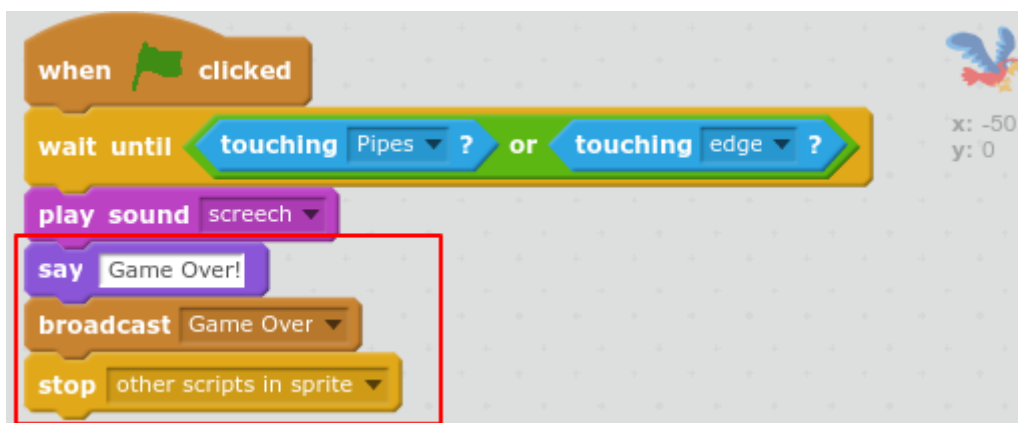 when clicked
wait until touching Pipes ? or touching edge ?
x: -50
y: 0
play sound screech
say Game Over!
broadcast Game Over
stop other scripts in sprite